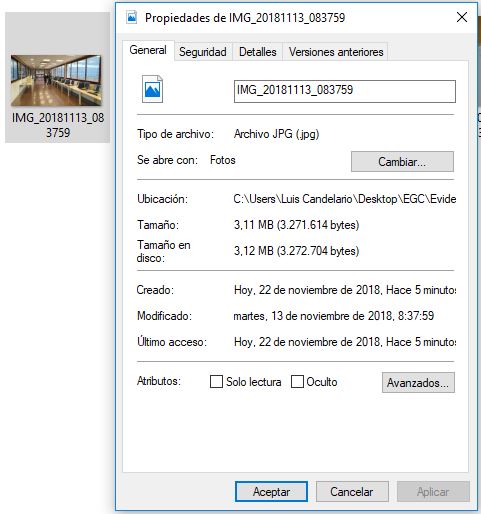 Propiedades de IMG_20181113_083759
General
Seguridad
Detalles
Versiones anteriores
IMG_20181113_08
3759
IMG_20181113_083759
Tipo de archivo: Archivo JPG (.jpg)
Se abre con: Fotos Cambiar...
Ubicación: C:\Users\Luis Candelario\Desktop\EGC\Evide
Tamaño: 3,11 MB (3.271.614 bytes)
Tamaño en
disco: 3,12 MB (3.272.704 bytes)
Creado: Hoy, 22 de noviembre de 2018, Hace 5 minutos
Modificado: martes, 13 de noviembre de 2018, 8:37:59
Último acceso: Hoy, 22 de noviembre de 2018, Hace 5 minutos
Atributos: Solo lectura Oculto Avanzados...
Aceptar Cancelar Aplicar